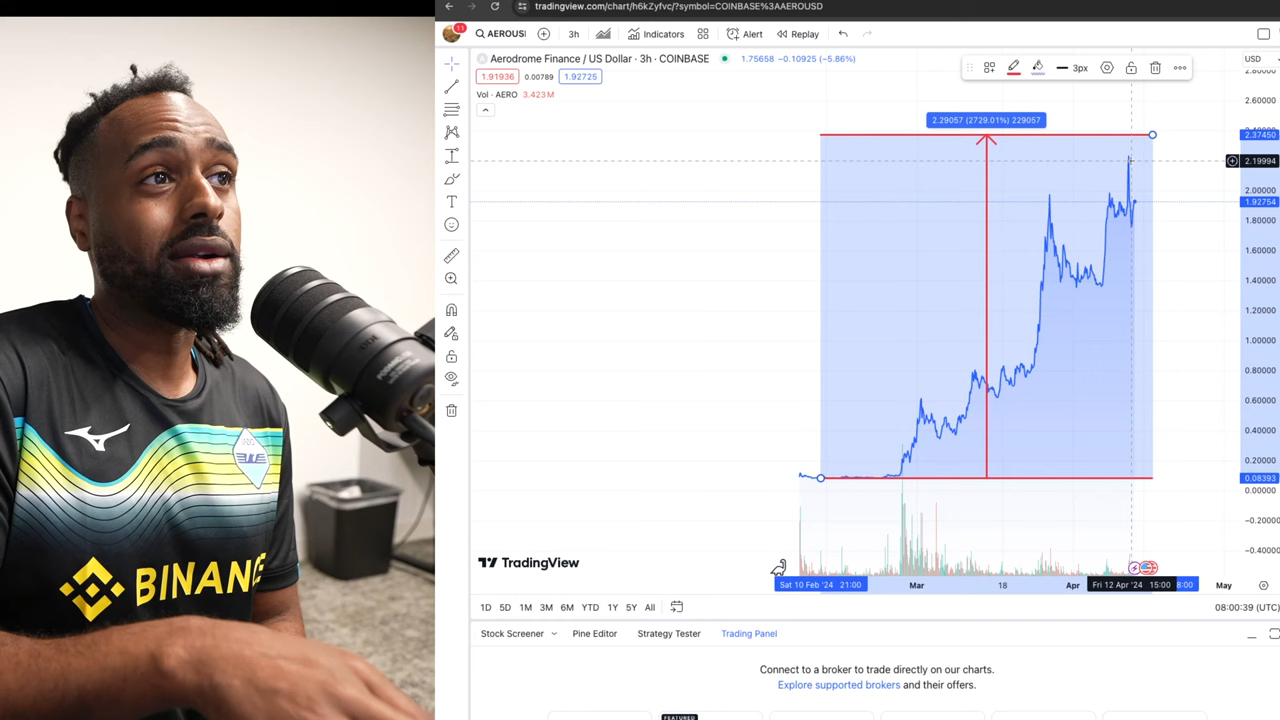 tradingview.com/chart/h6kZyfvc/?symbol=COINBASE%3AAEROUSD
11
AEROUS
3h
Indicators
Alert
Replay
Aerodrome Finance / US Dollar · 3h · COINBASE
1.75658 −0.10925 (−5.86%)
1.91936
0.00789
1.92725
Vol · AERO 3.423M
3px
USD
2.60000
2.29057 (2729.01%) 229057
2.37450
2.19994
2.00000
1.92754
1.80000
1.60000
1.40000
1.20000
1.00000
0.80000
0.60000
0.40000
0.20000
0.08393
0.00000
−0.20000
−0.40000
TradingView
Sat 10 Feb '24 21:00
Mar
18
Apr
Fri 12 Apr '24 15:00
8:00
May
1D 5D 1M 3M 6M YTD 1Y 5Y All
08:00:39 (UTC)
Stock Screener
Pine Editor
Strategy Tester
Trading Panel
Connect to a broker to trade directly on our charts.
Explore supported brokers and their offers.
FEATURED
mizuno
BINANCE